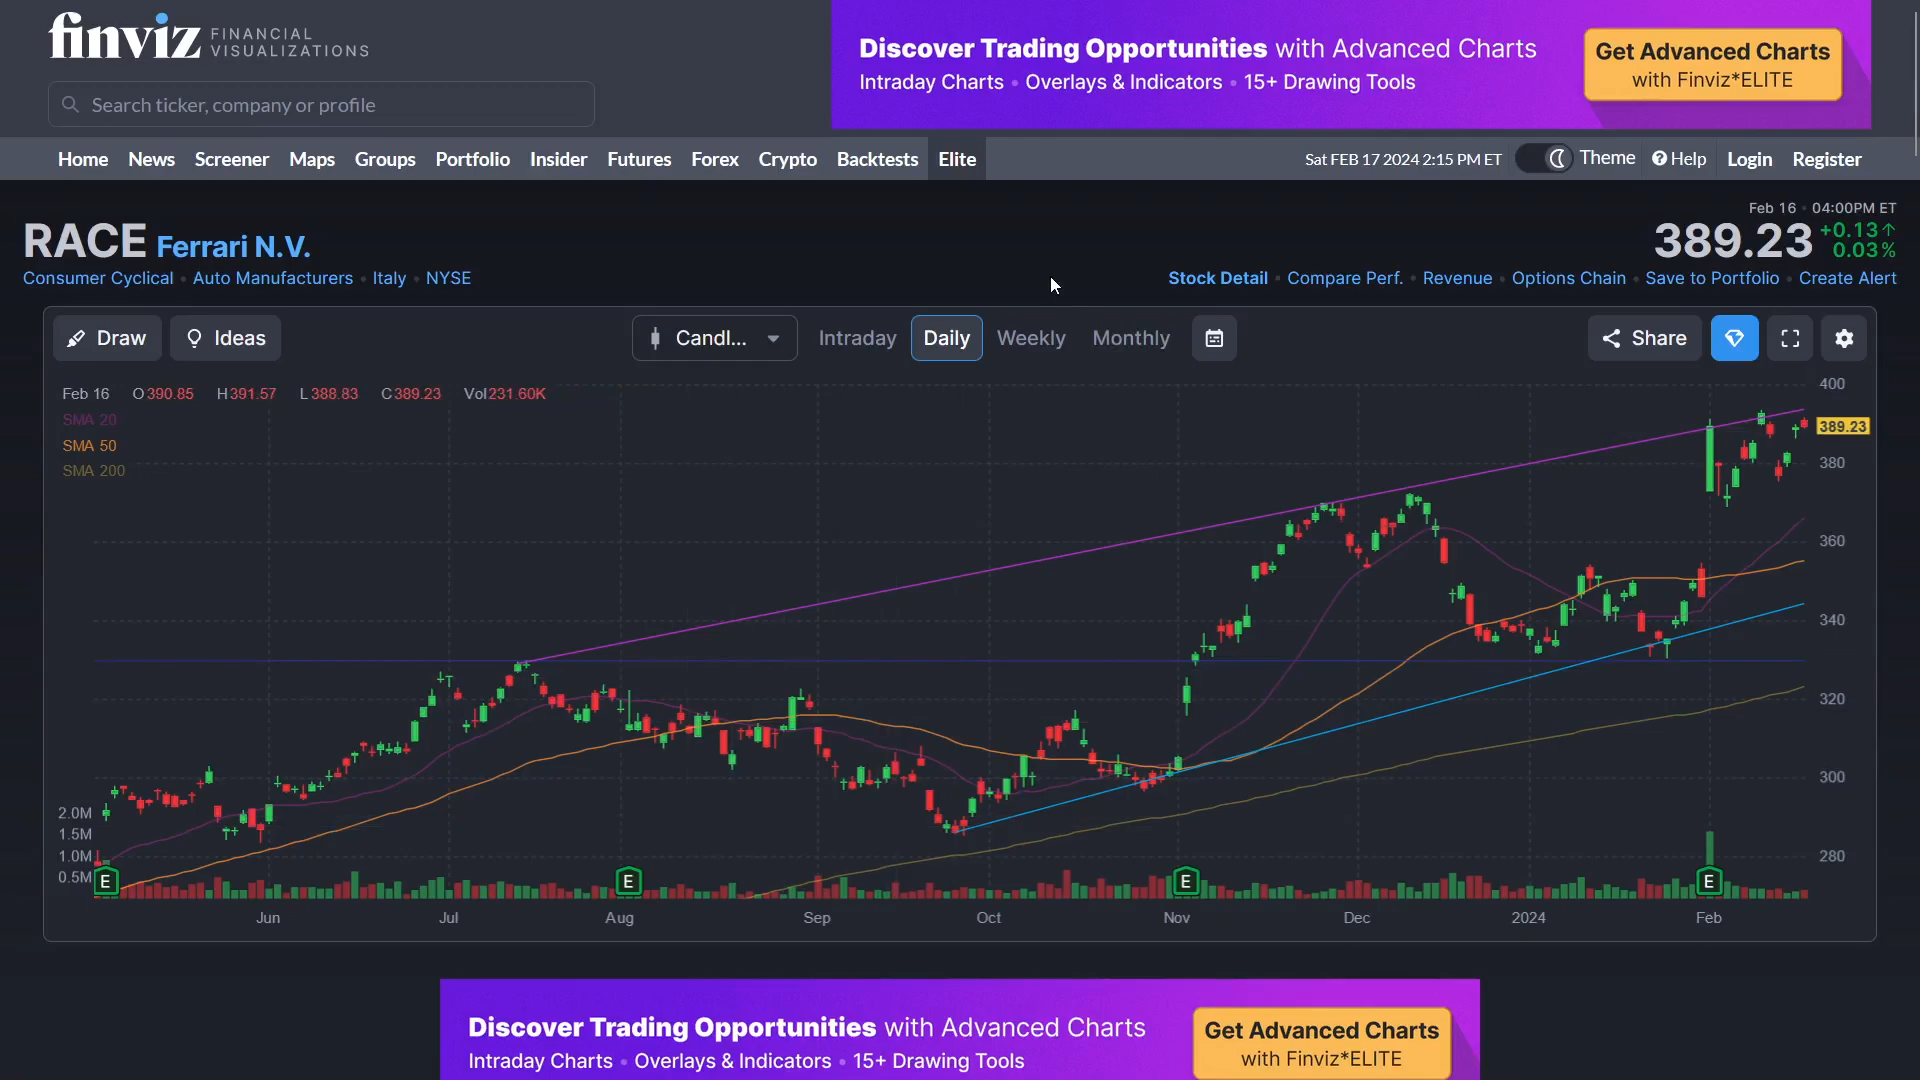 finviz FINANCIAL VISUALIZATIONS
Search ticker, company or profile
Discover Trading Opportunities with Advanced Charts
Intraday Charts • Overlays & Indicators • 15+ Drawing Tools
Get Advanced Charts
with Finviz*ELITE
Home News Screener Maps Groups Portfolio Insider Futures Forex Crypto Backtests Elite
Sat FEB 17 2024 2:15 PM ET Theme Help Login Register
RACE Ferrari N.V.
Consumer Cyclical • Auto Manufacturers • Italy • NYSE
Feb 16 • 04:00PM ET
389.23 +0.13↑
0.03%
Stock Detail • Compare Perf. • Revenue • Options Chain • Save to Portfolio • Create Alert
Draw Ideas Candl... Intraday Daily Weekly Monthly Share
Feb 16 O390.85 H391.57 L388.83 C389.23 Vol231.60K
SMA 20
SMA 50
SMA 200
400
389.23
380
360
340
320
300
280
2.0M
1.5M
1.0M
0.5M
E E E E
Jun Jul Aug Sep Oct Nov Dec 2024 Feb
Discover Trading Opportunities with Advanced Charts
Intraday Charts • Overlays & Indicators • 15+ Drawing Tools
Get Advanced Charts
with Finviz*ELITE